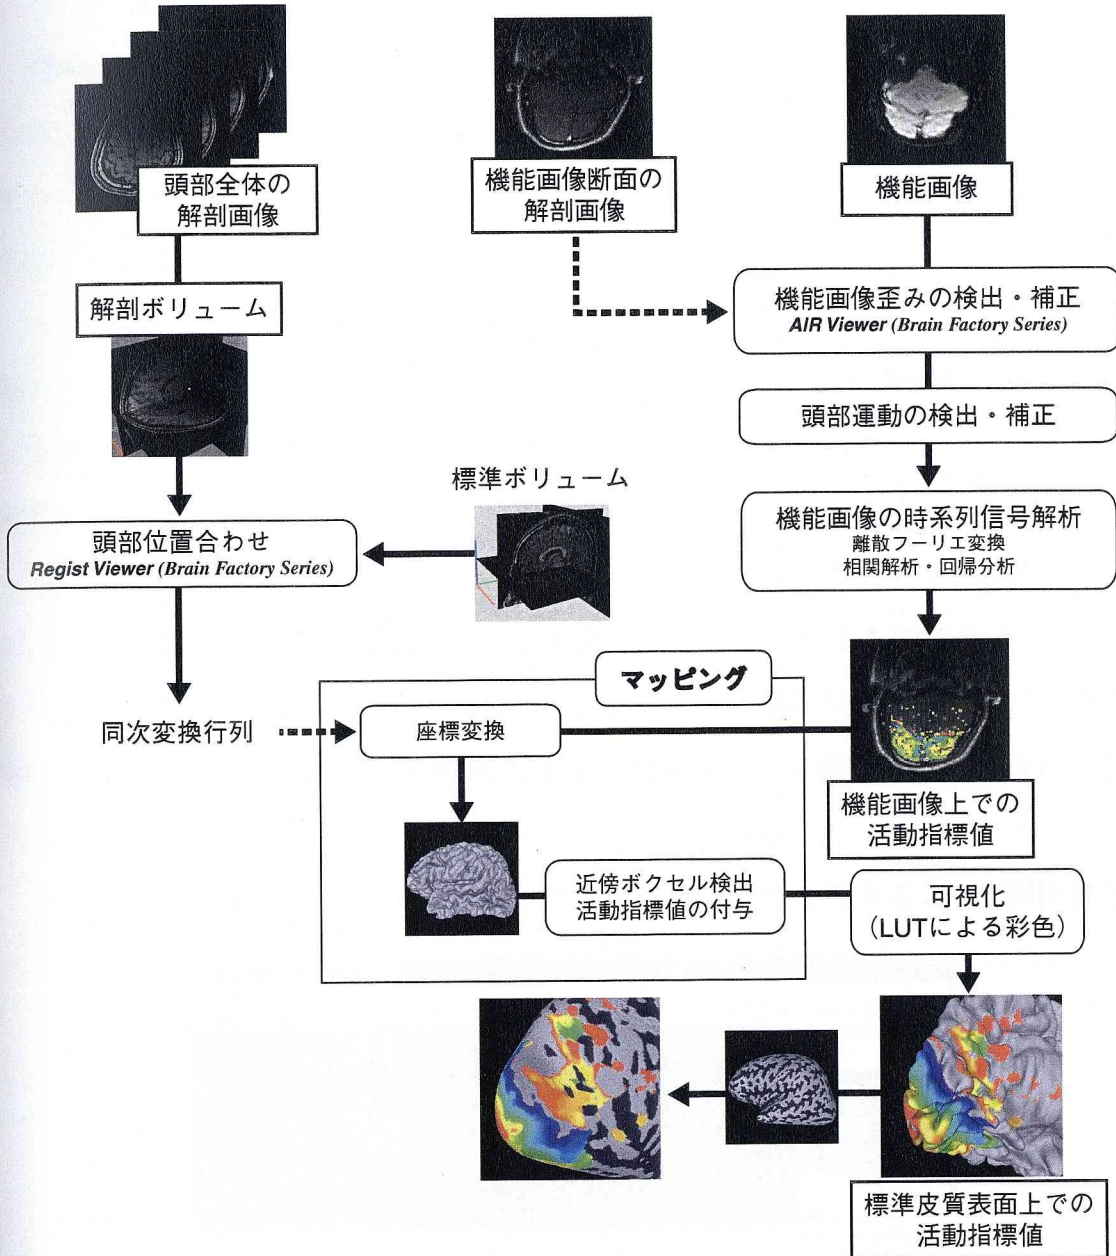 頭部全体の
解剖画像
機能画像断面の
解剖画像
機能画像
解剖ボリューム
機能画像歪みの検出・補正
AIR Viewer (Brain Factory Series)
頭部運動の検出・補正
標準ボリューム
頭部位置合わせ
Regist Viewer (Brain Factory Series)
機能画像の時系列信号解析
離散フーリエ変換
相関解析・回帰分析
マッピング
同次変換行列
座標変換
機能画像上での
活動指標値
近傍ボクセル検出
活動指標値の付与
可視化
(LUTによる彩色)
標準皮質表面上での
活動指標値